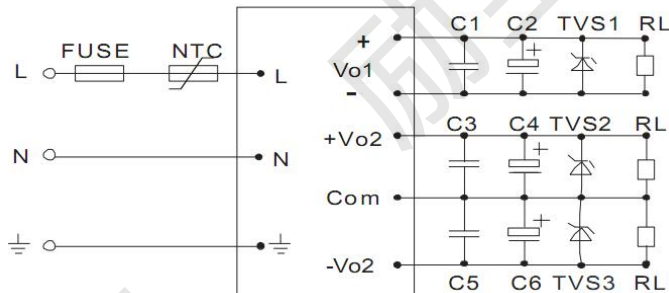 C1 C2 TVS1 RL
FUSE NTC + +
L L Vo1
-
C3 C4 TVS2 RL
+Vo2 +
N N
Com
+
-Vo2
C5 C6 TVS3 RL